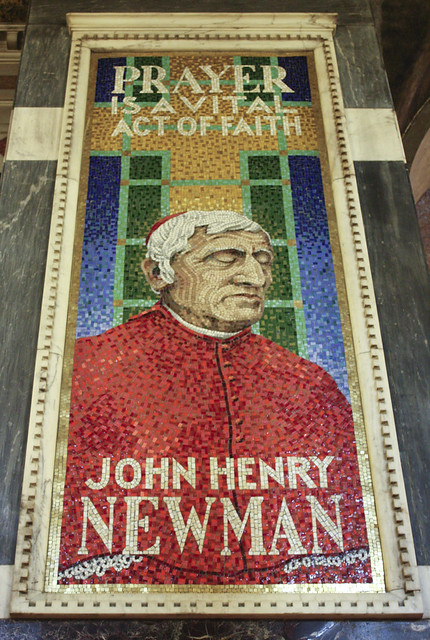 PRAYER
IS A VITAL
ACT OF FAITH
JOHN HENRY
NEWMAN